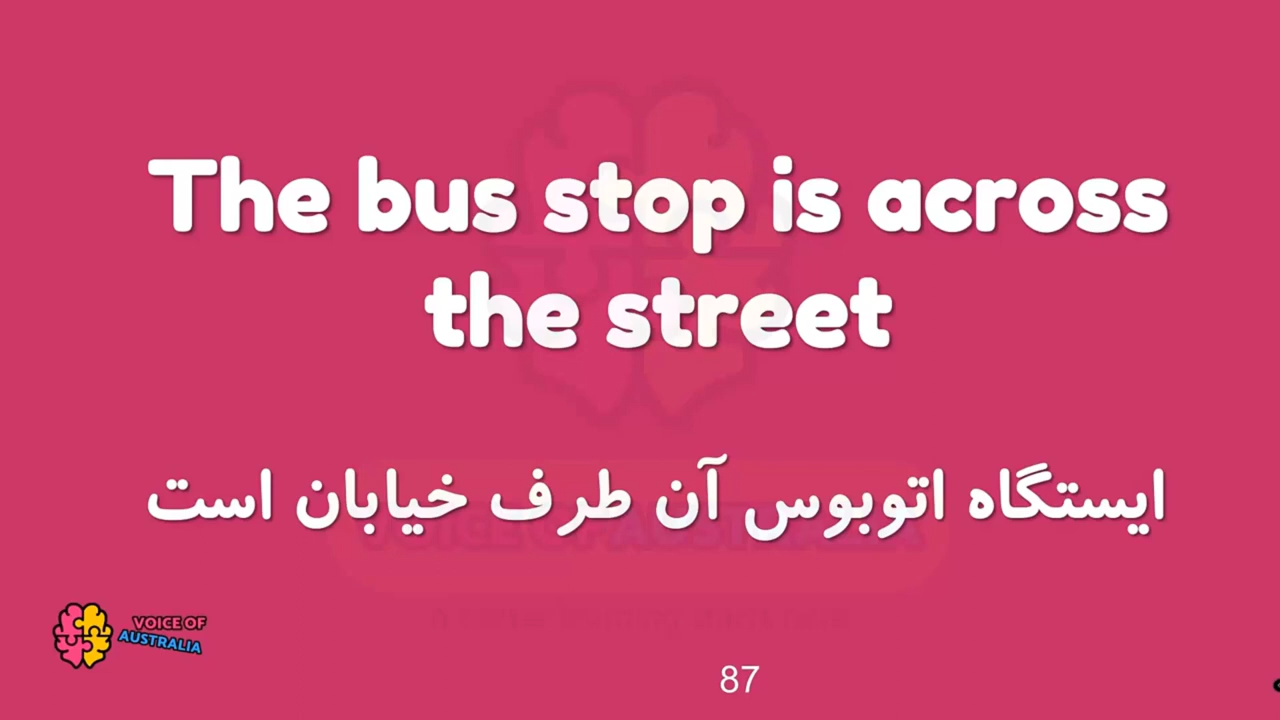 The bus stop is across
the street
ایستگاه اتوبوس آن طرف خیابان است
VOICE OF
AUSTRALIA
87